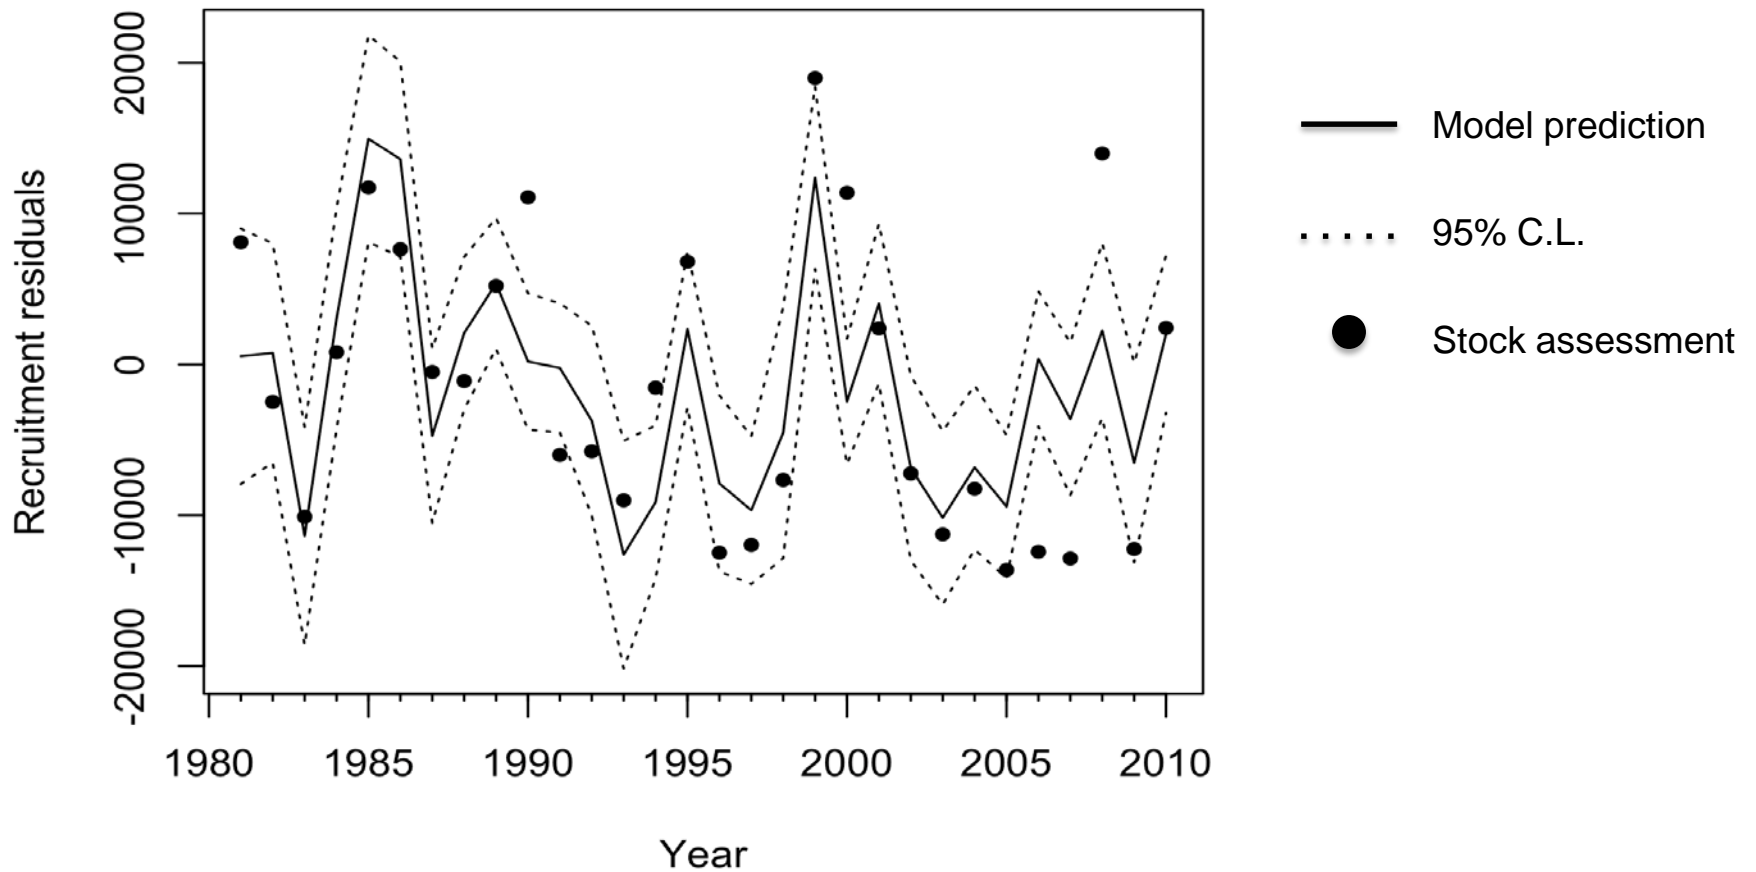 Recruitment residuals
20000
10000
0
-10000
-20000
1980 1985 1990 1995 2000 2005 2010
Year
Model prediction
95% C.L.
Stock assessment